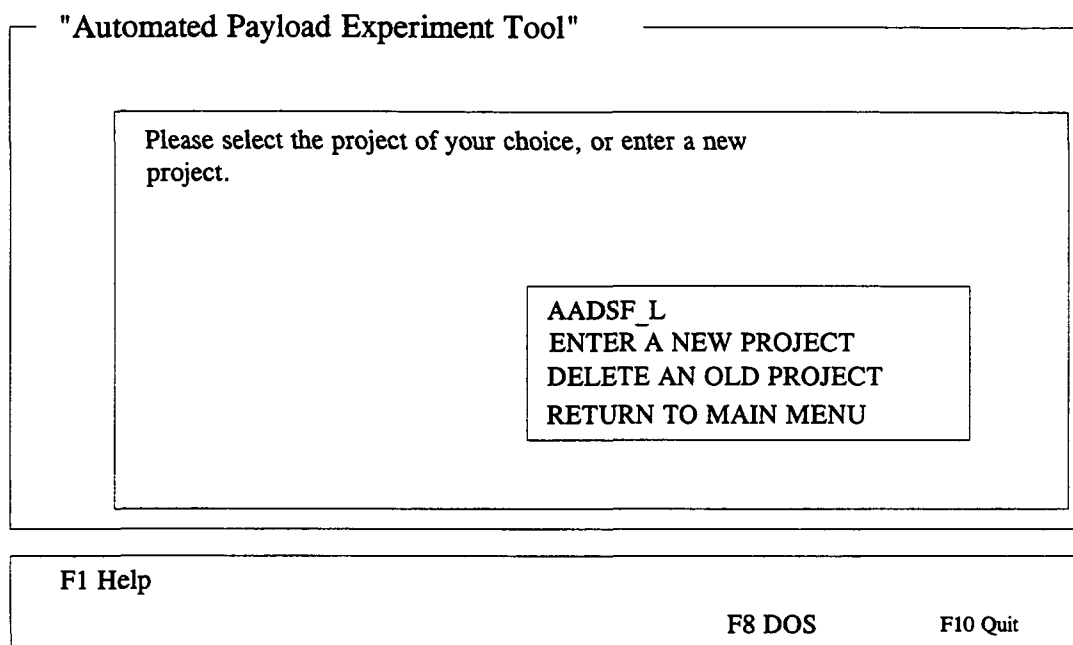 "Automated Payload Experiment Tool"
Please select the project of your choice, or enter a new
project.
AADSF_L
ENTER A NEW PROJECT
DELETE AN OLD PROJECT
RETURN TO MAIN MENU
F1 Help
F8 DOS F10 Quit